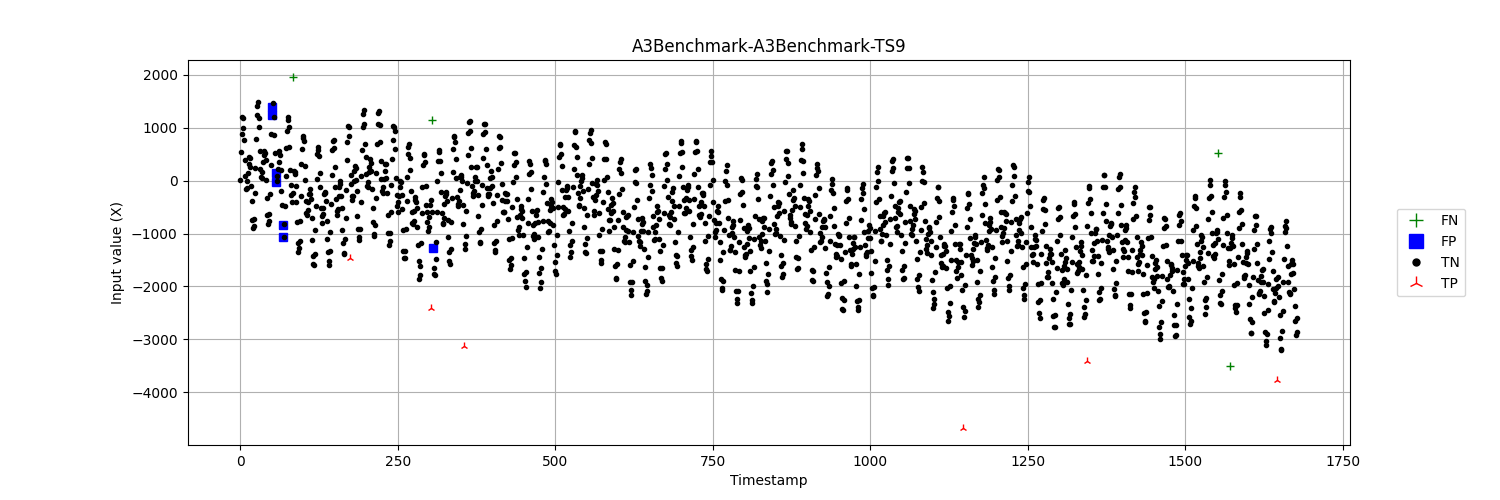 A3Benchmark-A3Benchmark-TS9
Input value (X)
2000
1000
0
−1000
−2000
−3000
−4000
0 250 500 750 1000 1250 1500 1750
Timestamp
FN
FP
TN
TP